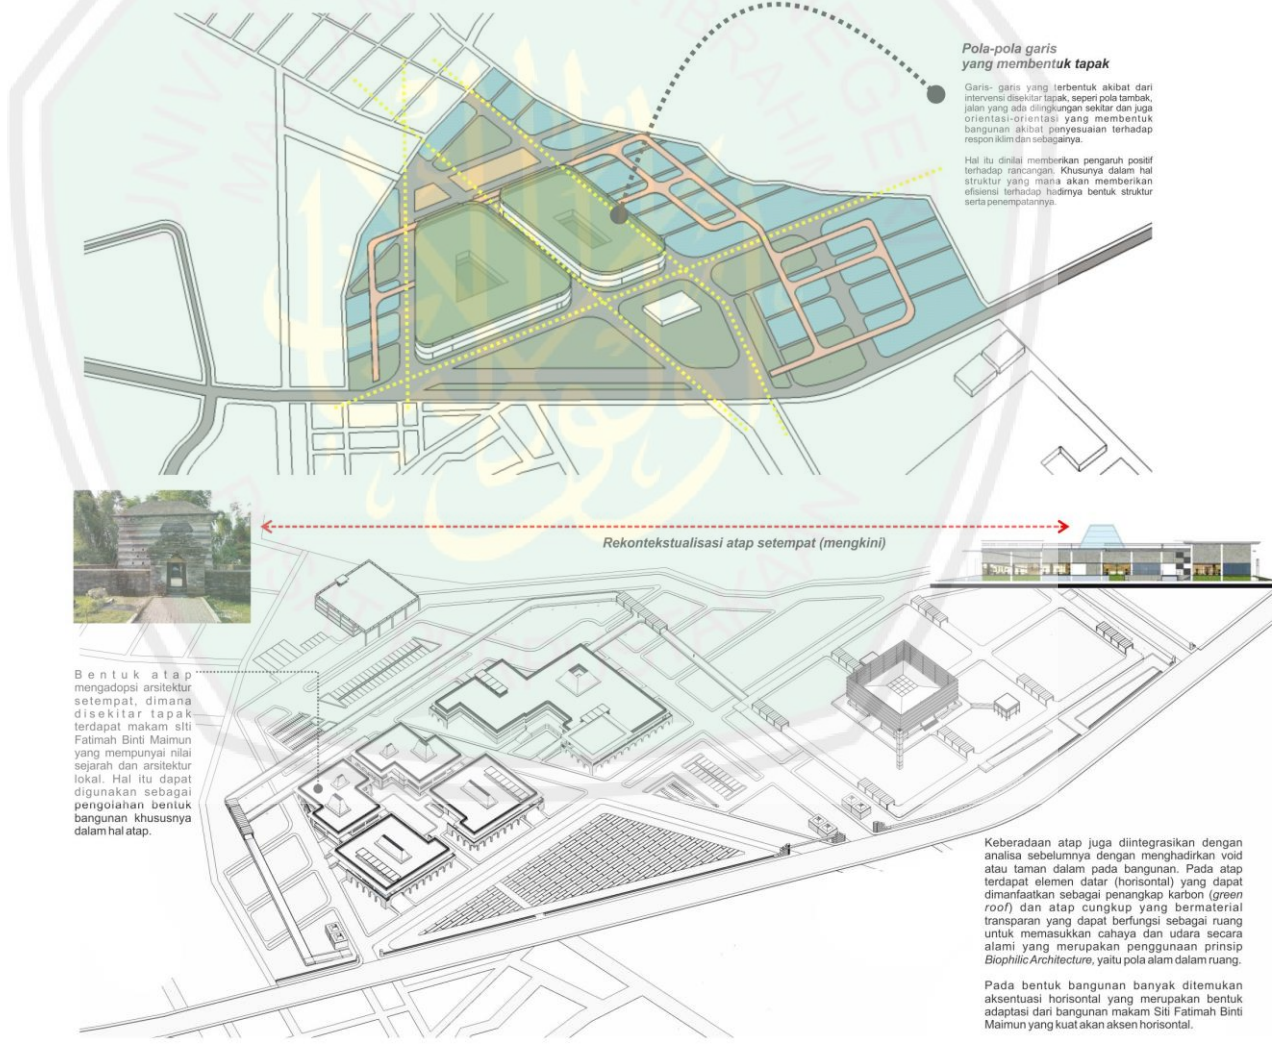 Pola-pola garis
yang membentuk tapak
Garis- garis yang terbentuk akibat dari
intervensi disekitar tapak, seperi pola tambak,
jalan yang ada dilingkungan sekitar dan juga
orientasi-orientasi yang membentuk
bangunan akibat penyesuaian terhadap
respon iklim dan sebagainya.
Hal itu dinilai memberikan pengaruh positif
terhadap rancangan. Khusunya dalam hal
struktur yang mana akan memberikan
efisiensi terhadap hadirnya bentuk struktur
serta penempatannya.
Rekontekstualisasi atap setempat (mengkini)
Bentuk atap
mengadopsi arsitektur
setempat, dimana
disekitar tapak
terdapat makam sIti
Fatimah Binti Maimun
yang mempunyai nilai
sejarah dan arsitektur
lokal. Hal itu dapat
digunakan sebagai
pengolahan bentuk
bangunan khususnya
dalam hal atap.
Keberadaan atap juga diintegrasikan dengan
analisa sebelumnya dengan menghadirkan void
atau taman dalam pada bangunan. Pada atap
terdapat elemen datar (horisontal) yang dapat
dimanfaatkan sebagai penangkap karbon (green
roof) dan atap cungkup yang bermaterial
transparan yang dapat berfungsi sebagai ruang
untuk memasukkan cahaya dan udara secara
alami yang merupakan penggunaan prinsip
Biophilic Architecture, yaitu pola alam dalam ruang.
Pada bentuk bangunan banyak ditemukan
aksentuasi horisontal yang merupakan bentuk
adaptasi dari bangunan makam Siti Fatimah Binti
Maimun yang kuat akan aksen horisontal.